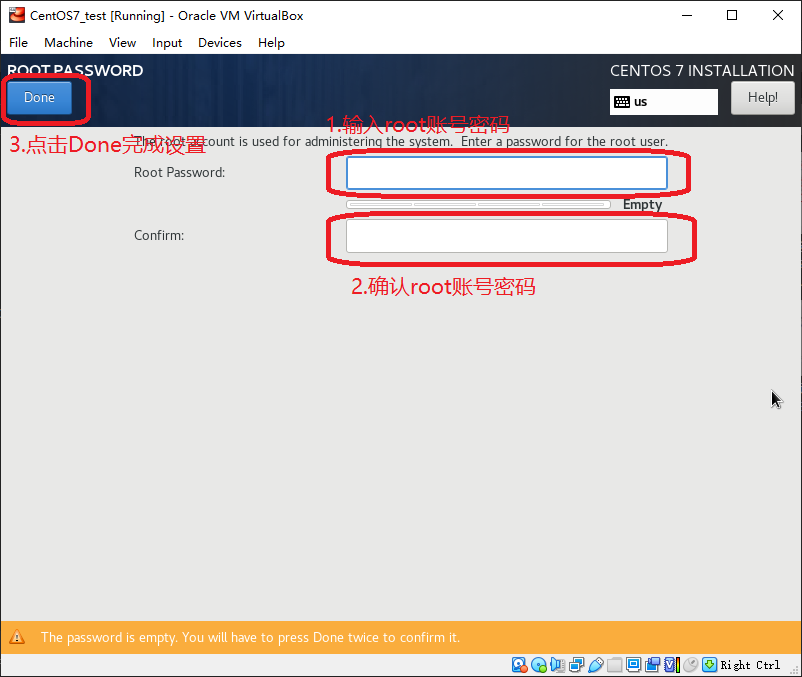 CentOS7_test [Running] - Oracle VM VirtualBox
File Machine View Input Devices Help
ROOT PASSWORD
CENTOS 7 INSTALLATION
Done
us
Help!
1.输入root账号密码
3.点击Done完成设置
The root account is used for administering the system. Enter a password for the root user.
Root Password:
Empty
Confirm:
2.确认root账号密码
The password is empty. You will have to press Done twice to confirm it.
Right Ctrl